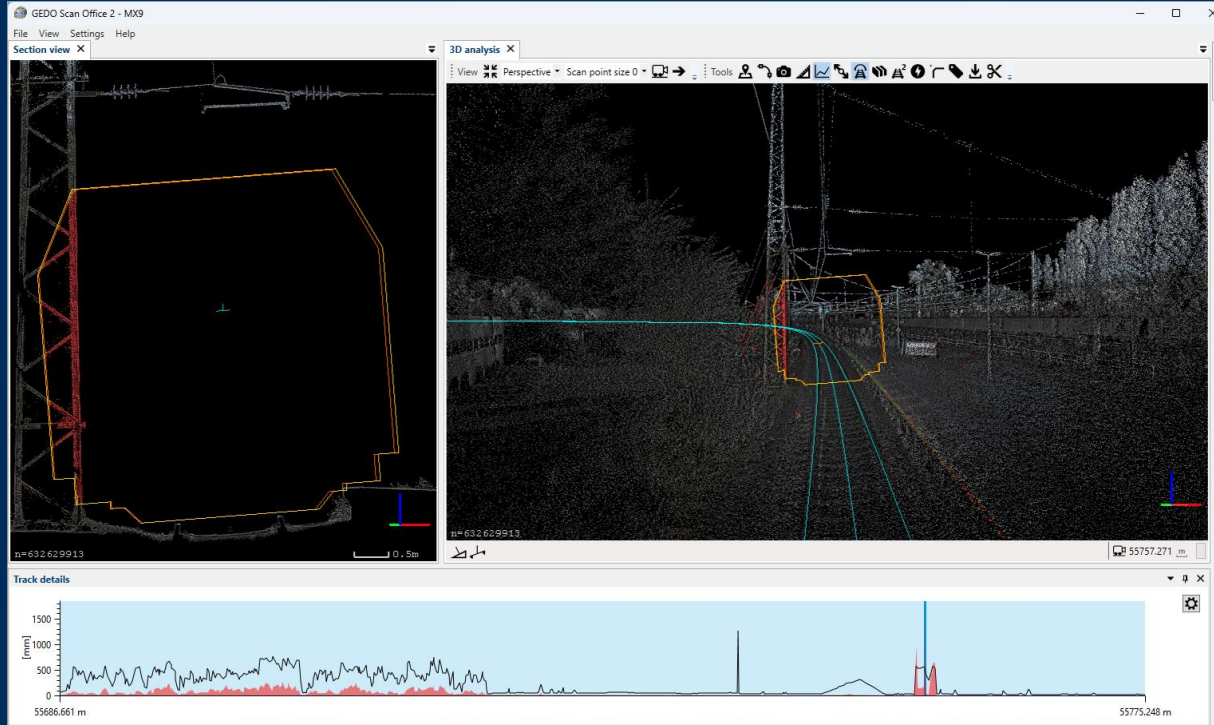 GEDO Scan Office 2 - MX9
File View Settings Help
Section view
3D analysis
View Perspective Scan point size 0 Tools
n=632629913
0.5m
n=632629913
55757.271 m
Track details
[mm]
1500
1000
500
0
55686.661 m
55775.248 m